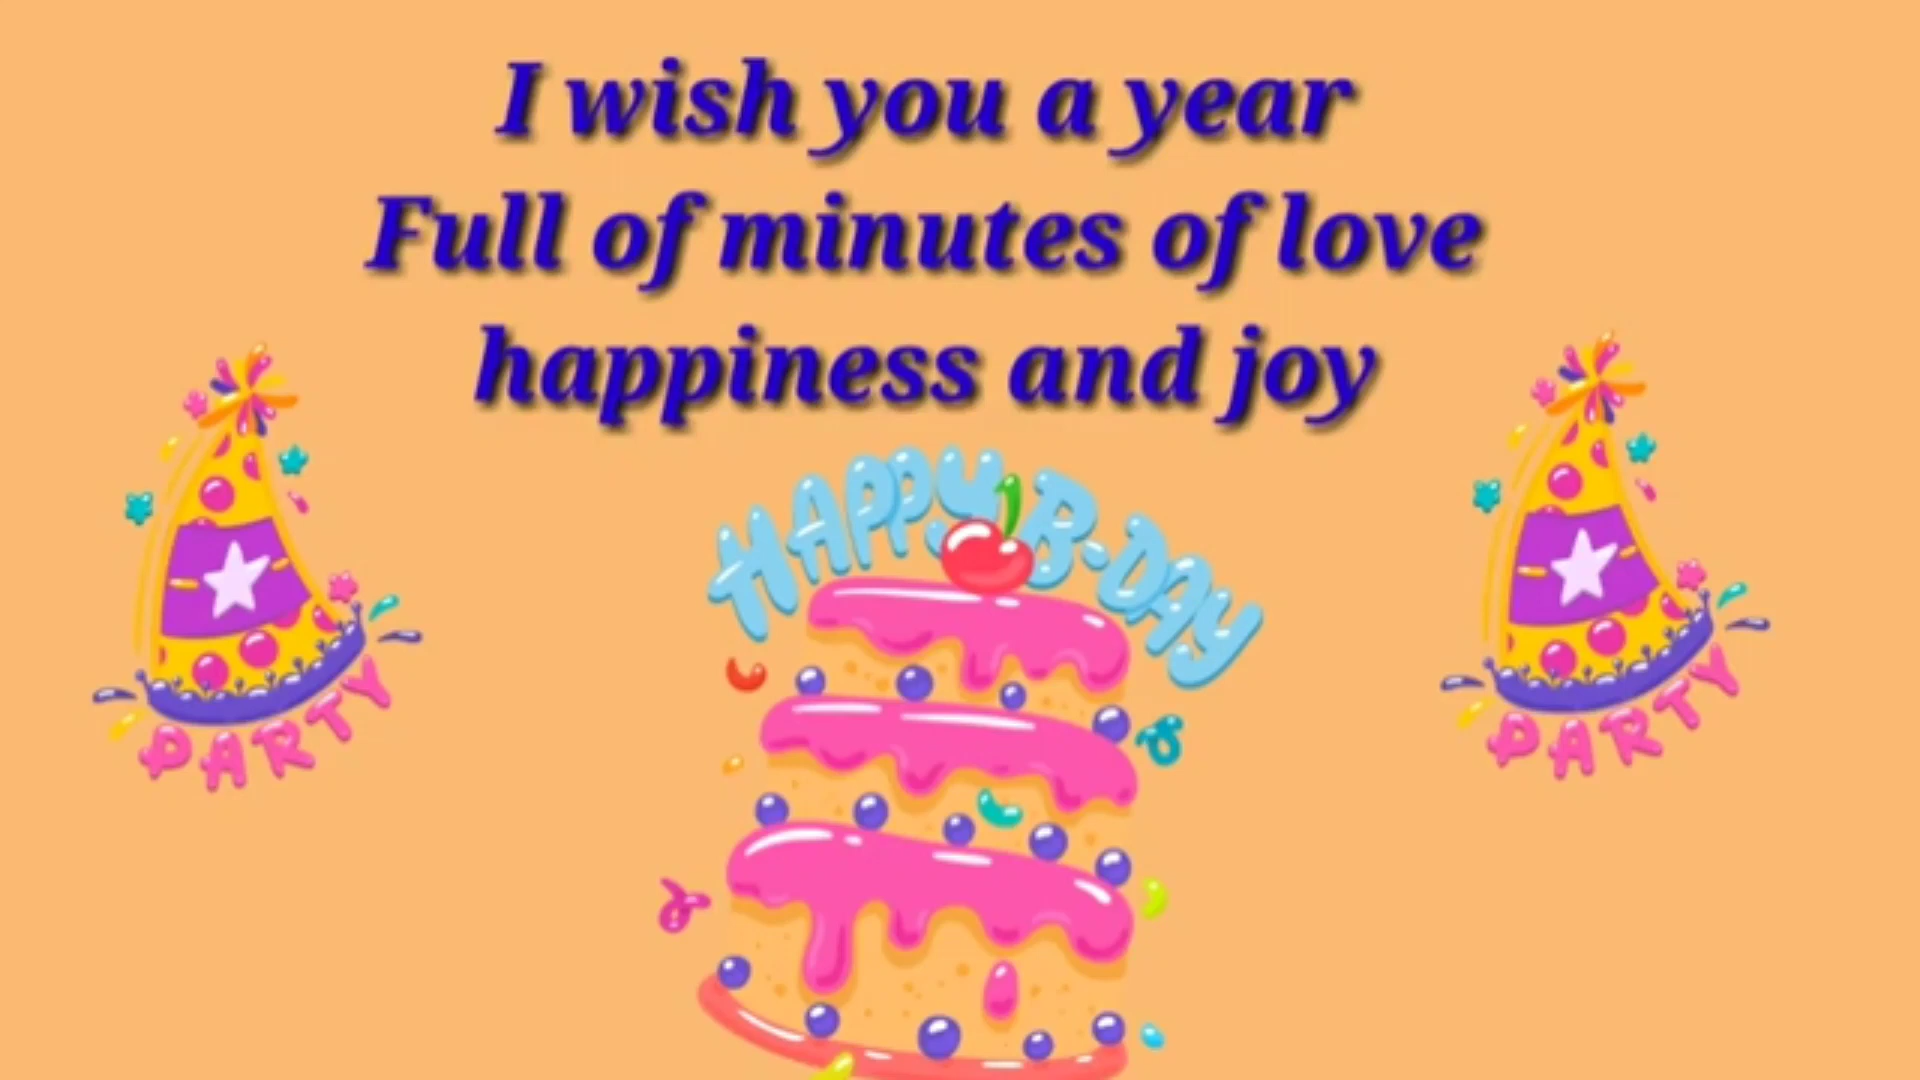 I wish you a year
Full of minutes of love
happiness and joy
HAPPY B-DAY
PARTY
PARTY